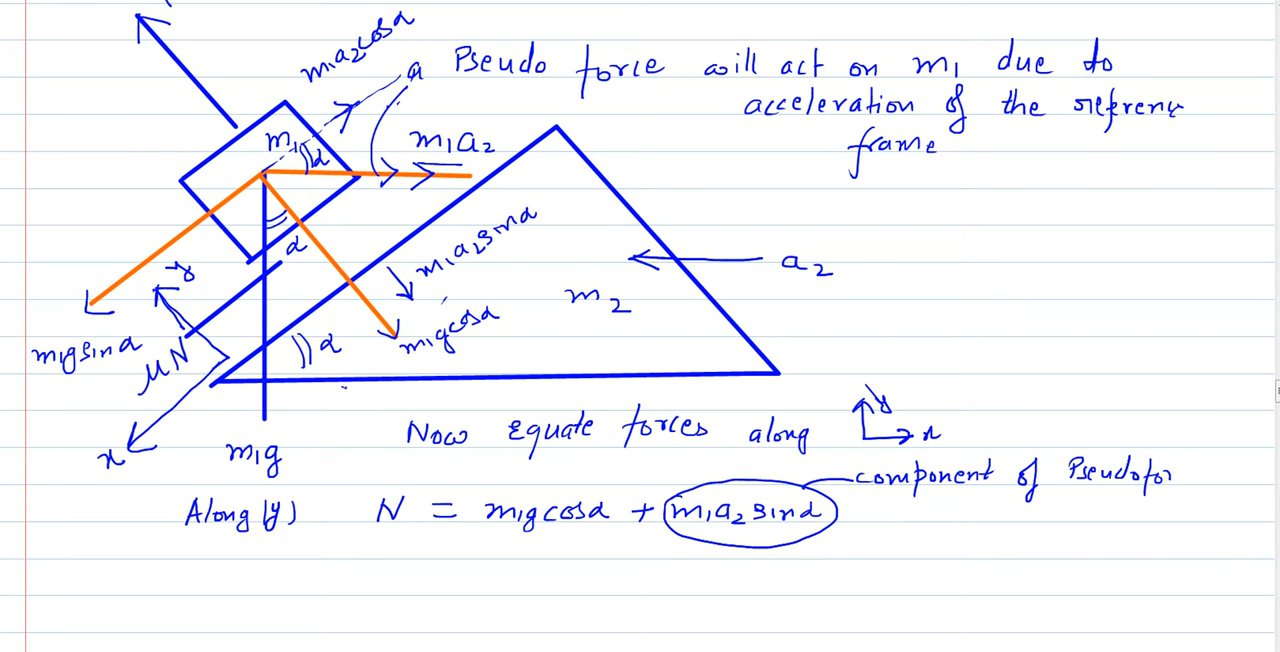 m₁a₂cosα
a Pseudo force will act on m₁ due to
acceleration of the referenc
frame
m₁
α
m₁a₂
α
m₁a₂sinα
a₂
m₂
y
m₁gcosα
m₁gsinα
μN
α
x
m₁g
Now Equate forces along
y
x
component of Pseudofor
Along (y) N = m₁gcosα + m₁a₂sinα